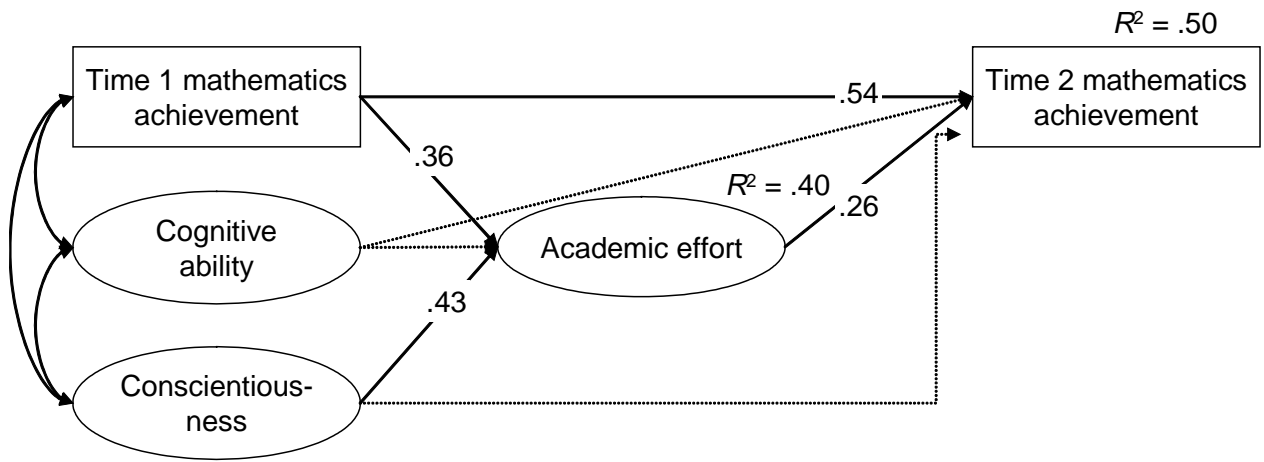 R² = .50
Time 1 mathematics
achievement
Time 2 mathematics
achievement
.54
.36
R² = .40
.26
Cognitive
ability
Academic effort
.43
Conscientious-
ness